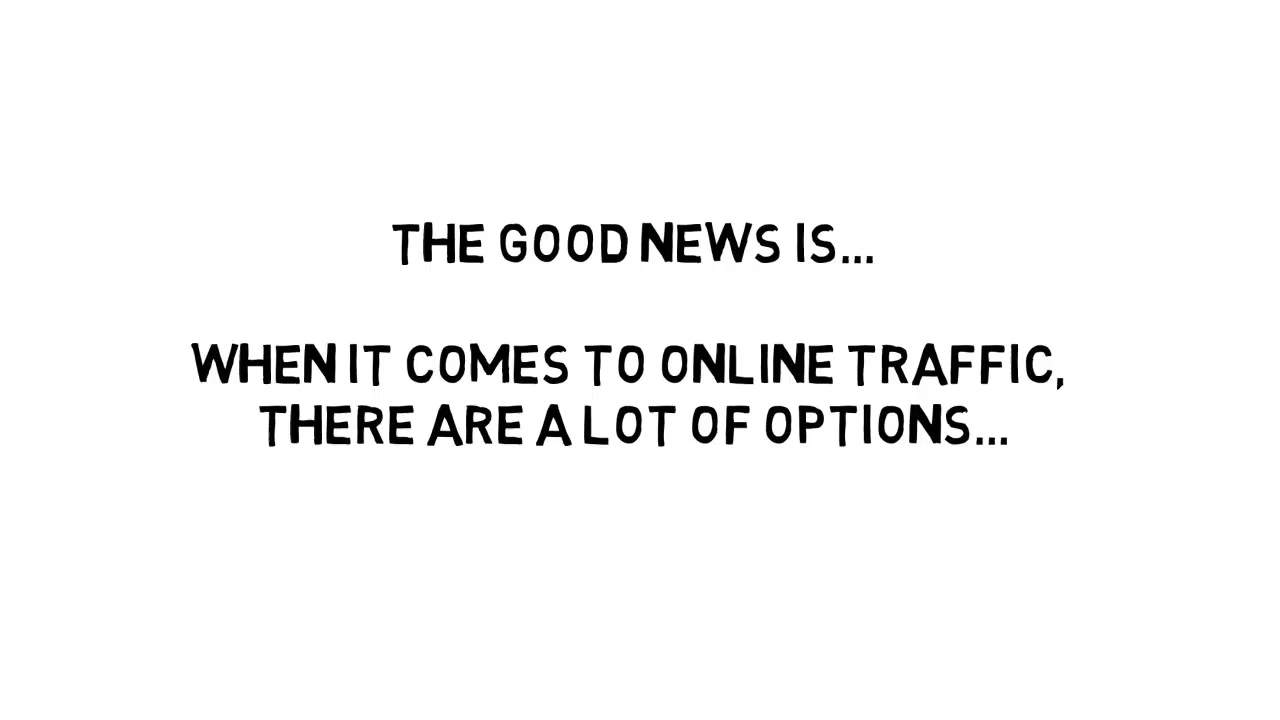 THE GOOD NEWS IS...
WHEN IT COMES TO ONLINE TRAFFIC,
THERE ARE A LOT OF OPTIONS...